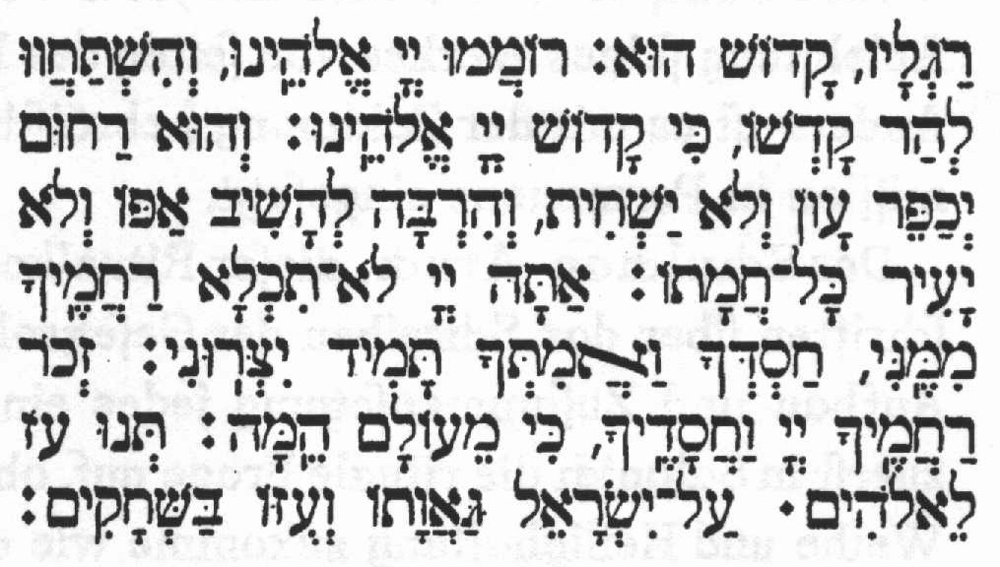 רַגְלָיו, קָדוֹשׁ הוּא: רוֹמֲמוּ יְיָ אֱלֹהֵינוּ, וְהִשְׁתַּחֲווּ
לְהַר קָדְשׁוֹ, כִּי קָדוֹשׁ יְיָ אֱלֹהֵינוּ: וְהוּא רַחוּם
יְכַפֵּר עָוֹן וְלֹא יַשְׁחִית, וְהִרְבָּה לְהָשִׁיב אַפּוֹ וְלֹא
יָעִיר כָּל־חֲמָתוֹ: אַתָּה יְיָ לֹא־תִכְלָא רַחֲמֶיךָ
מִמֶּנִּי, חַסְדְּךָ וַאֲמִתְּךָ תָּמִיד יִצְּרוּנִי: זְכֹר
רַחֲמֶיךָ יְיָ וַחֲסָדֶיךָ, כִּי מֵעוֹלָם הֵמָּה: תְּנוּ עֹז
לֵאלֹהִים· עַל־יִשְׂרָאֵל גַּאֲוָתוֹ וְעֻזּוֹ בַּשְּׁחָקִים: